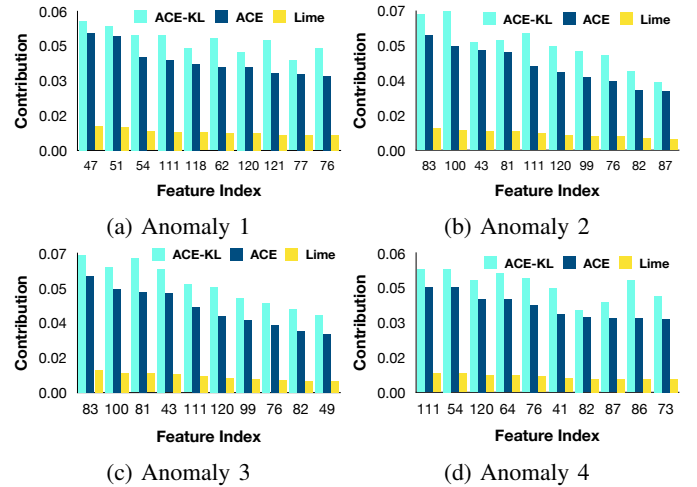 ACE-KL ACE Lime
Contribution
0.06
0.05
0.03
0.02
0.00
47 51 54 111 118 62 120 121 77 76
Feature Index
(a) Anomaly 1
ACE-KL ACE Lime
Contribution
0.07
0.05
0.04
0.02
0.00
83 100 43 81 111 120 99 76 82 87
Feature Index
(b) Anomaly 2
ACE-KL ACE Lime
Contribution
0.07
0.05
0.04
0.02
0.00
83 100 81 43 111 120 99 76 82 49
Feature Index
(c) Anomaly 3
ACE-KL ACE Lime
Contribution
0.06
0.05
0.03
0.02
0.00
111 54 120 64 76 41 82 87 86 73
Feature Index
(d) Anomaly 4